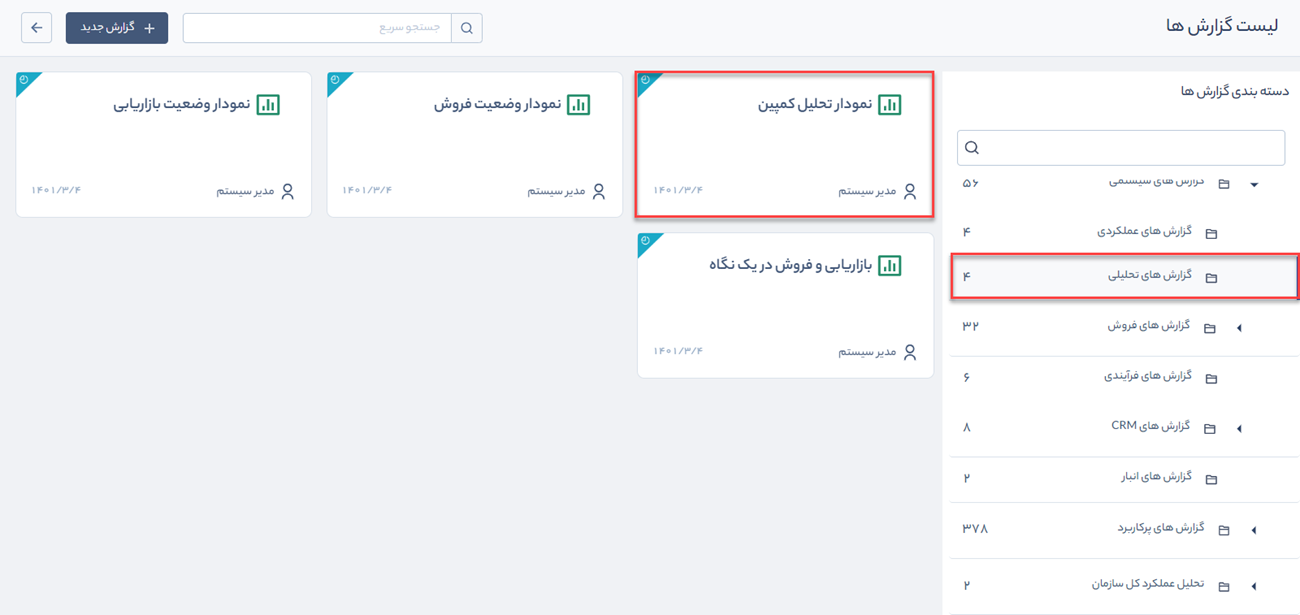 لیست گزارش ها
جستجو سریع
+ گزارش جدید
دسته بندی گزارش ها
گزارش های سیستمی ۵۶
گزارش های عملکردی ۴
گزارش های تحلیلی ۴
گزارش های فروش ۳۲
گزارش های فرآیندی ۶
گزارش های CRM ۸
گزارش های انبار ۲
گزارش های پرکاربرد ۳۷۸
تحلیل عملکرد کل سازمان ۲
نمودار تحلیل کمپین
مدیر سیستم ۱۴۰۱/۳/۴
نمودار وضعیت فروش
مدیر سیستم ۱۴۰۱/۳/۴
نمودار وضعیت بازاریابی
مدیر سیستم ۱۴۰۱/۳/۴
بازاریابی و فروش در یک نگاه
مدیر سیستم ۱۴۰۱/۳/۴